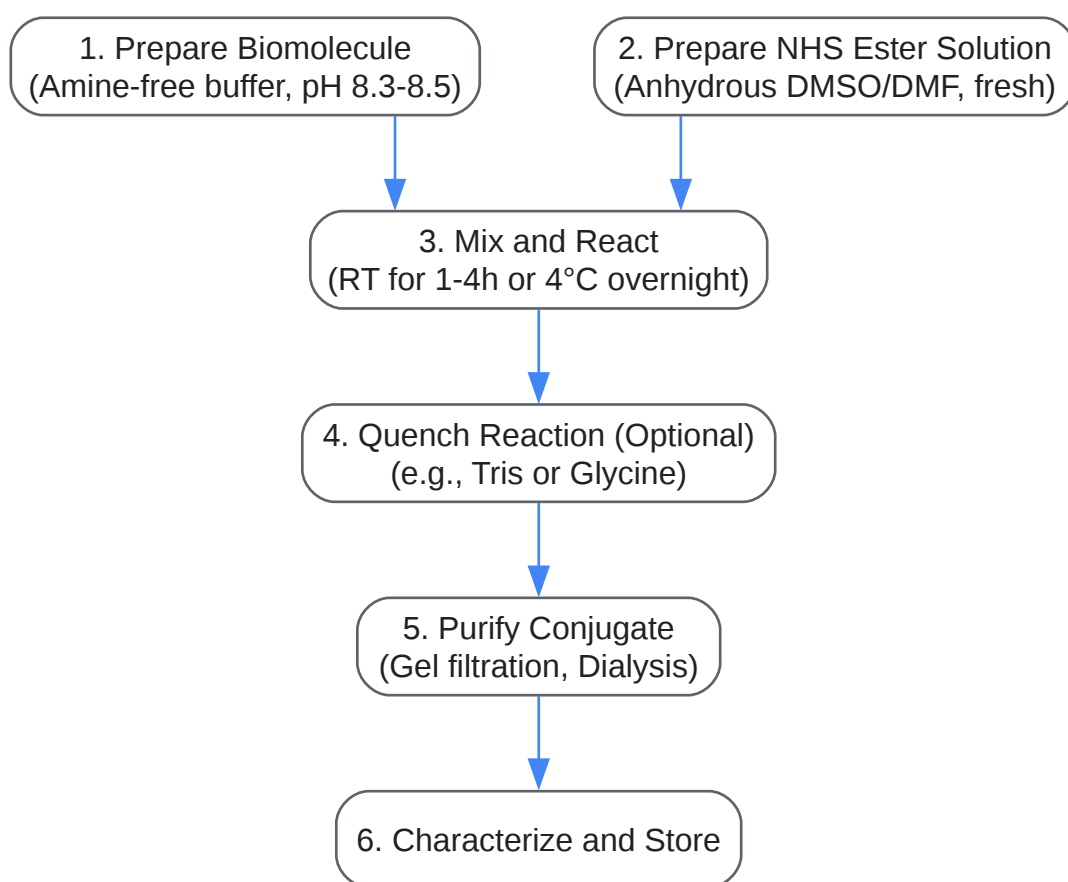 1. Prepare Biomolecule
(Amine-free buffer, pH 8.3-8.5)
2. Prepare NHS Ester Solution
(Anhydrous DMSO/DMF, fresh)
3. Mix and React
(RT for 1-4h or 4°C overnight)
4. Quench Reaction (Optional)
(e.g., Tris or Glycine)
5. Purify Conjugate
(Gel filtration, Dialysis)
6. Characterize and Store